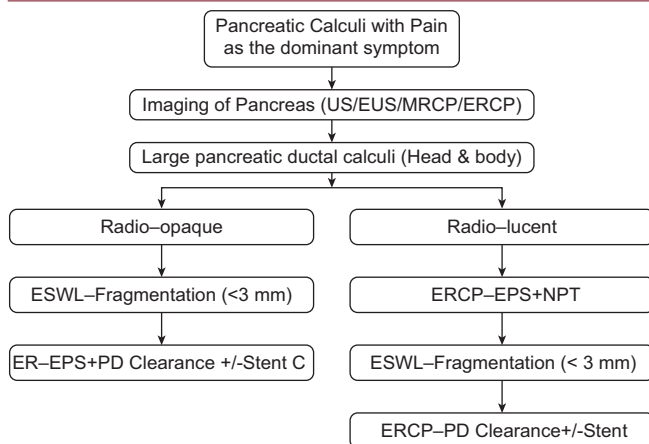 Pancreatic Calculi with Pain
as the dominant symptom
Imaging of Pancreas (US/EUS/MRCP/ERCP)
Large pancreatic ductal calculi (Head & body)
Radio–opaque
Radio–lucent
ESWL–Fragmentation (<3 mm)
ERCP–EPS+NPT
ER–EPS+PD Clearance +/-Stent C
ESWL–Fragmentation (< 3 mm)
ERCP–PD Clearance+/-Stent